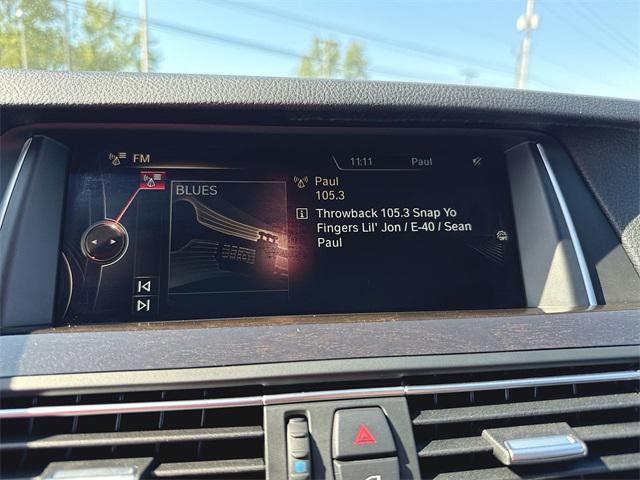 FM
11:11
Paul
BLUES
Paul
105.3
Throwback 105.3 Snap Yo
Fingers Lil' Jon / E-40 / Sean
Paul